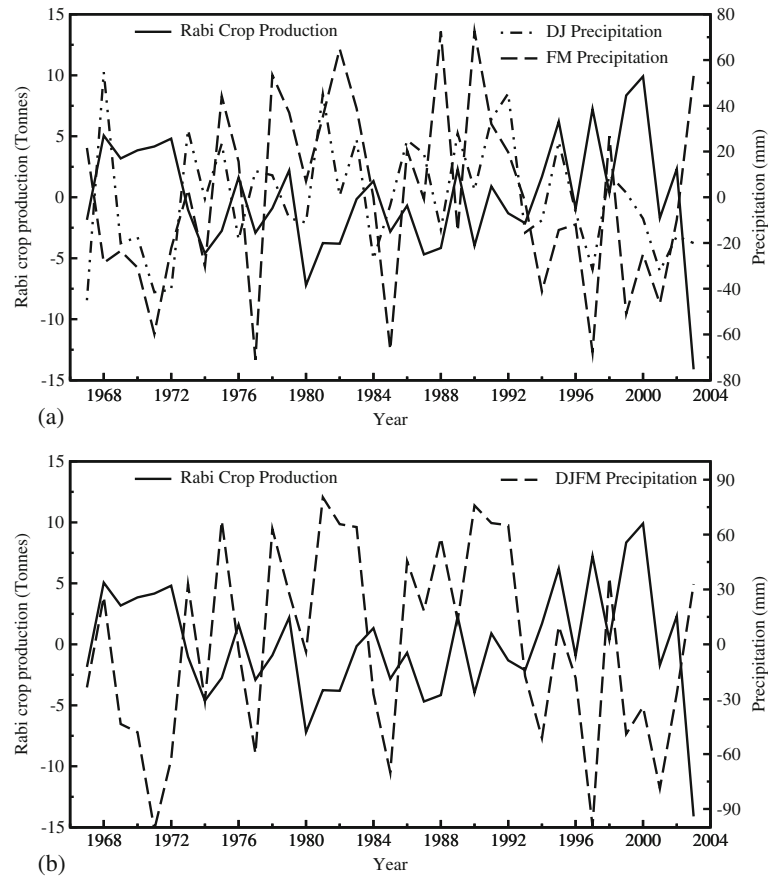 15
10
5
0
-5
-10
-15
Rabi crop production (Tonnes)
Rabi Crop Production
DJ Precipitation
FM Precipitation
80
60
40
20
0
-20
-40
-60
-80
Precipitation (mm)
1968 1972 1976 1980 1984 1988 1992 1996 2000 2004
Year
(a)
15
10
5
0
-5
-10
-15
Rabi crop production (Tonnes)
Rabi Crop Production
DJFM Precipitation
90
60
30
0
-30
-60
-90
Precipitation (mm)
1968 1972 1976 1980 1984 1988 1992 1996 2000 2004
Year
(b)